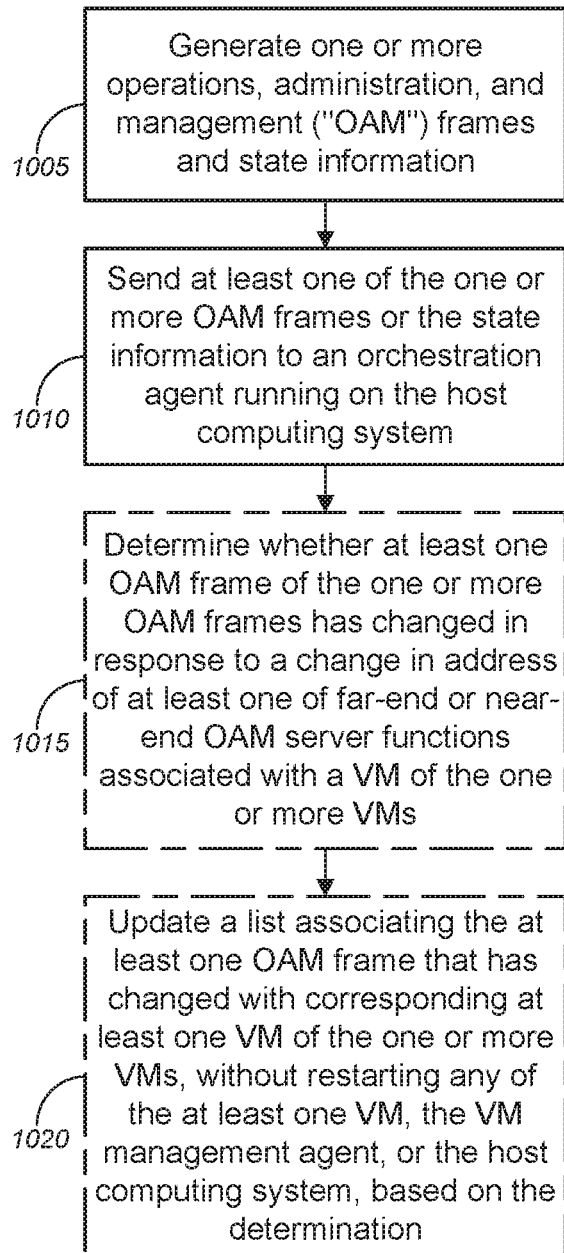 Generate one or more
operations, administration, and
management ("OAM") frames
and state information
1005
Send at least one of the one or
more OAM frames or the state
information to an orchestration
agent running on the host
computing system
1010
Determine whether at least one
OAM frame of the one or more
OAM frames has changed in
response to a change in address
of at least one of far-end or near-
end OAM server functions
associated with a VM of the one
or more VMs
1015
Update a list associating the at
least one OAM frame that has
changed with corresponding at
least one VM of the one or more
VMs, without restarting any of
the at least one VM, the VM
management agent, or the host
computing system, based on the
determination
1020